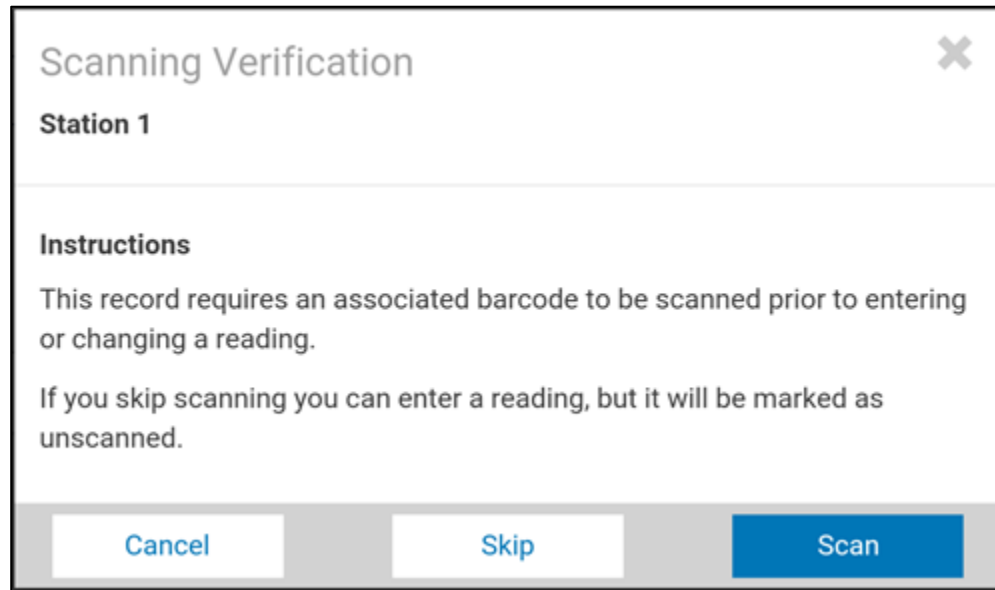 Scanning Verification
Station 1
Instructions
This record requires an associated barcode to be scanned prior to entering
or changing a reading.
If you skip scanning you can enter a reading, but it will be marked as
unscanned.
Cancel
Skip
Scan